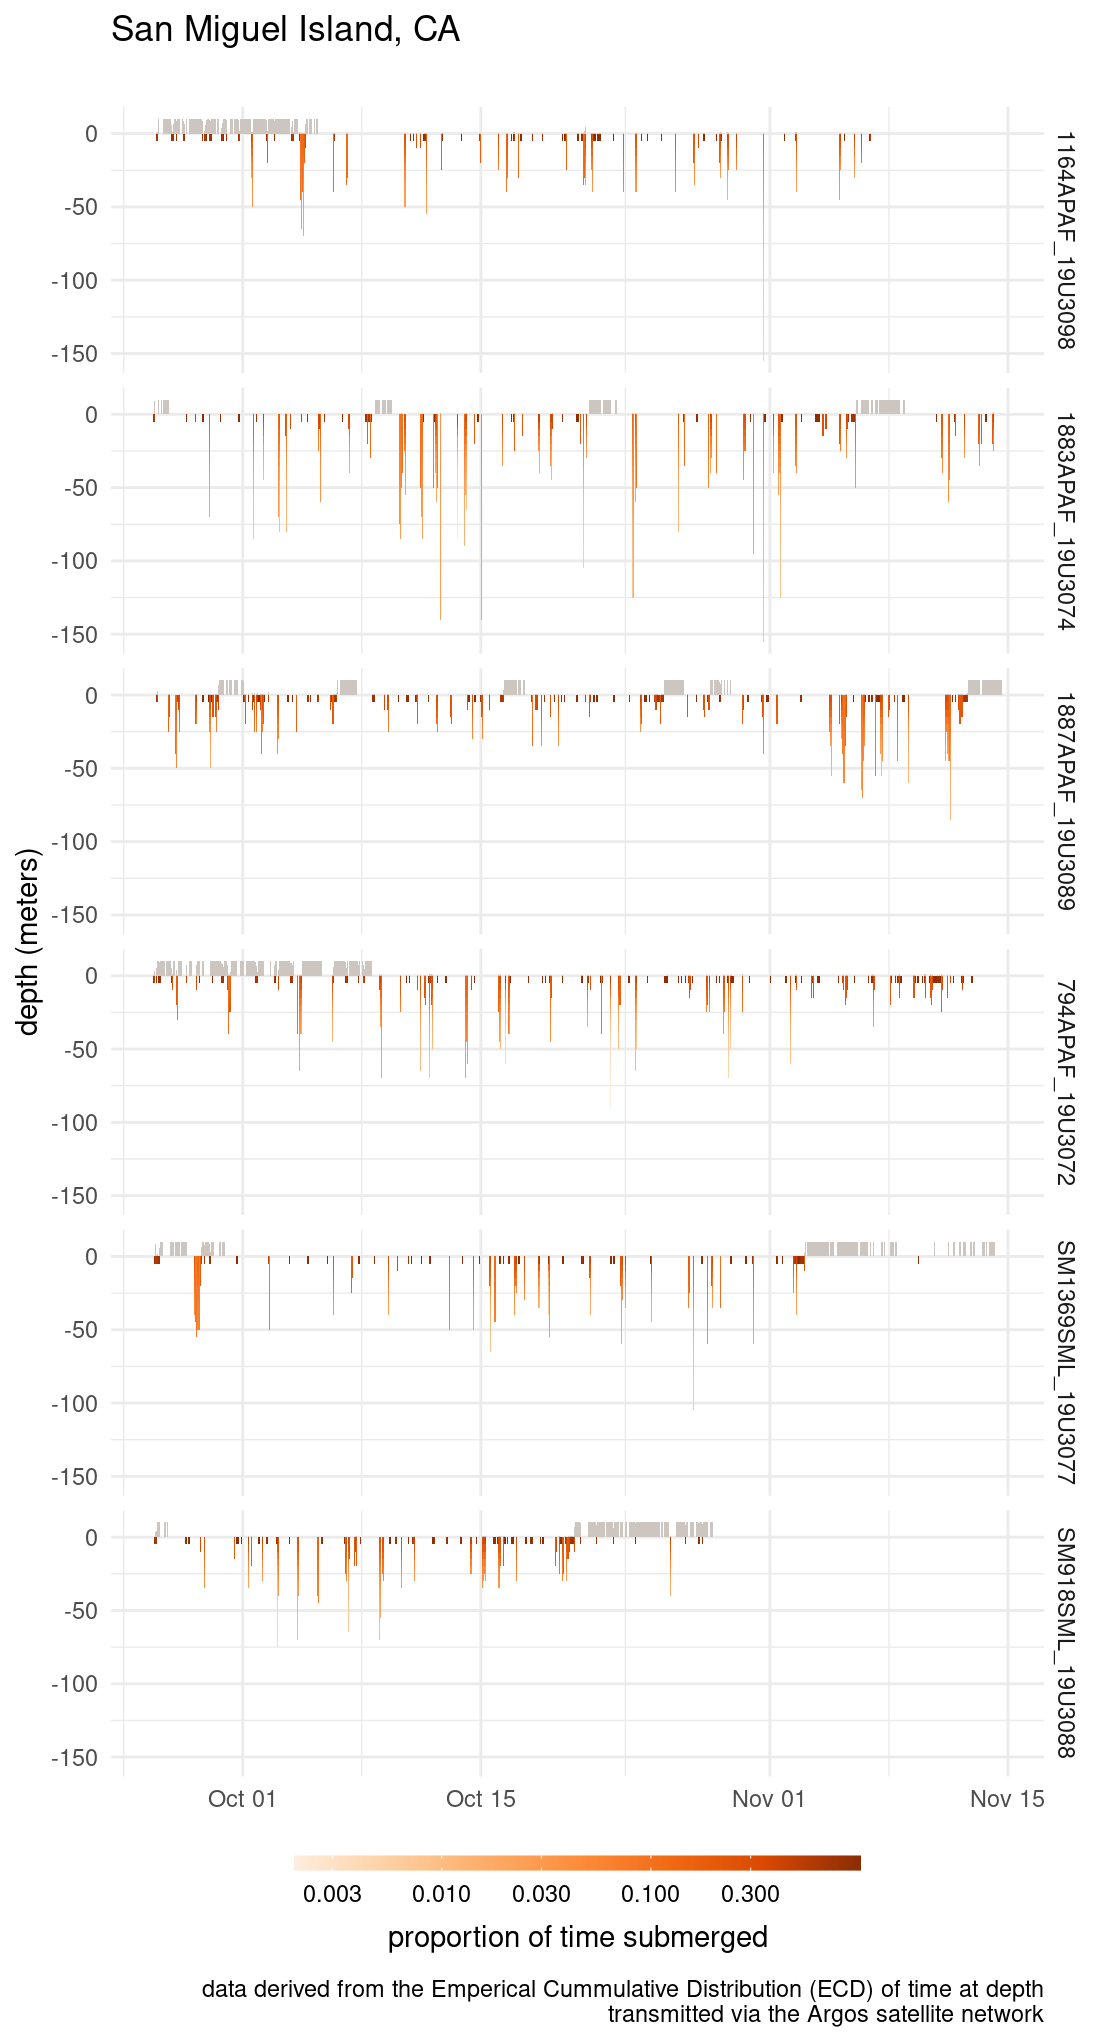 San Miguel Island, CA
0
-50
-100
-150
1164APAF_19U3098
0
-50
-100
-150
1883APAF_19U3074
0
-50
-100
-150
1887APAF_19U3089
depth (meters)
0
-50
-100
-150
794APAF_19U3072
0
-50
-100
-150
SM1369SML_19U3077
0
-50
-100
-150
SM918SML_19U3088
Oct 01 Oct 15 Nov 01 Nov 15
0.003 0.010 0.030 0.100 0.300
proportion of time submerged
data derived from the Emperical Cummulative Distribution (ECD) of time at depth
transmitted via the Argos satellite network